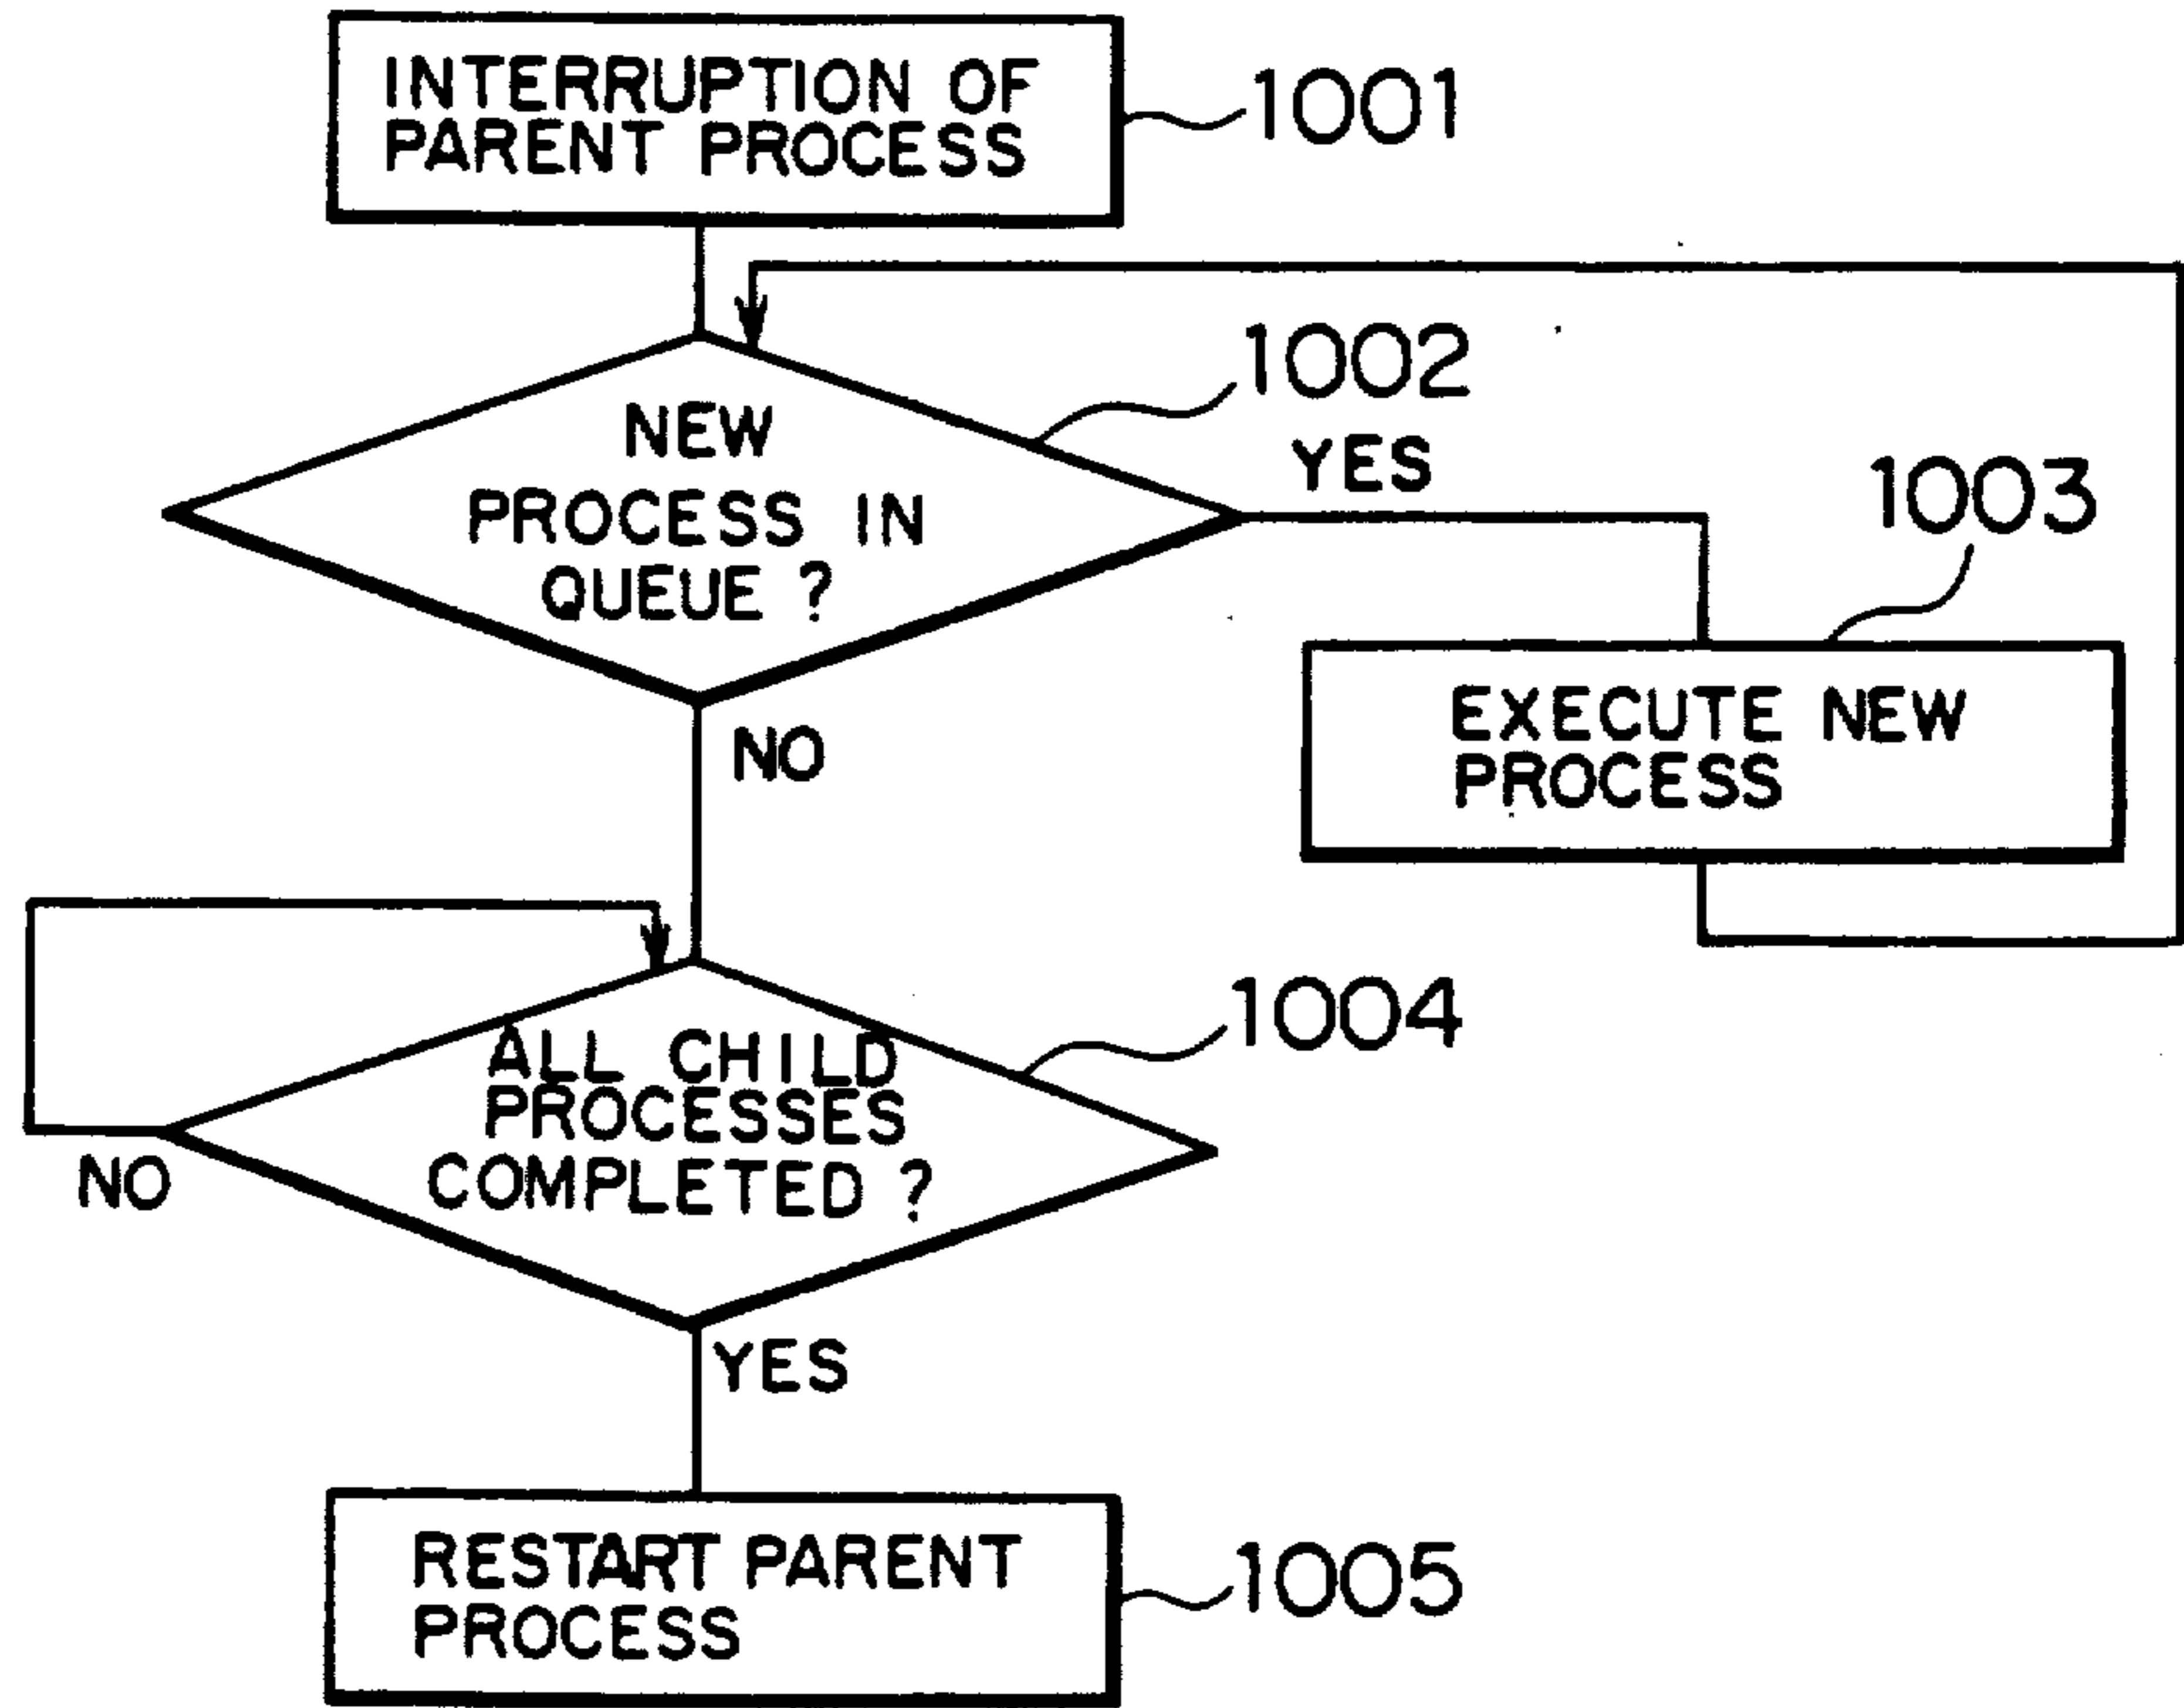 INTERRUPTION OF
PARENT PROCESS
1001
1002
NEW
PROCESS IN
QUEUE ?
YES
1003
EXECUTE NEW
PROCESS
NO
1004
ALL CHILD
PROCESSES
COMPLETED ?
NO
YES
RESTART PARENT
PROCESS
1005